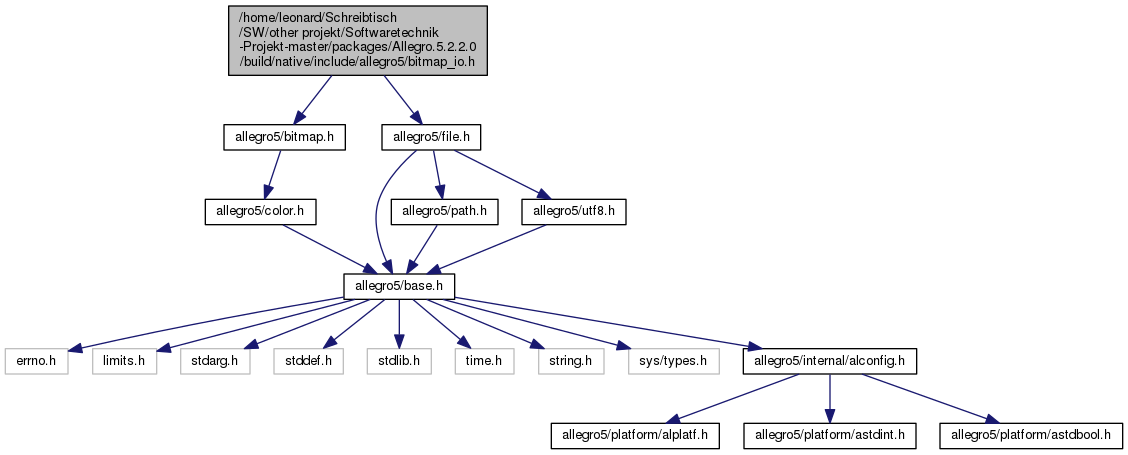 /home/leonard/Schreibtisch
/SW/other projekt/Softwaretechnik
-Projekt-master/packages/Allegro.5.2.2.0
/build/native/include/allegro5/bitmap_io.h
allegro5/bitmap.h
allegro5/file.h
allegro5/color.h
allegro5/path.h
allegro5/utf8.h
allegro5/base.h
errno.h
limits.h
stdarg.h
stddef.h
stdlib.h
time.h
string.h
sys/types.h
allegro5/internal/alconfig.h
allegro5/platform/alplatf.h
allegro5/platform/astdint.h
allegro5/platform/astdbool.h